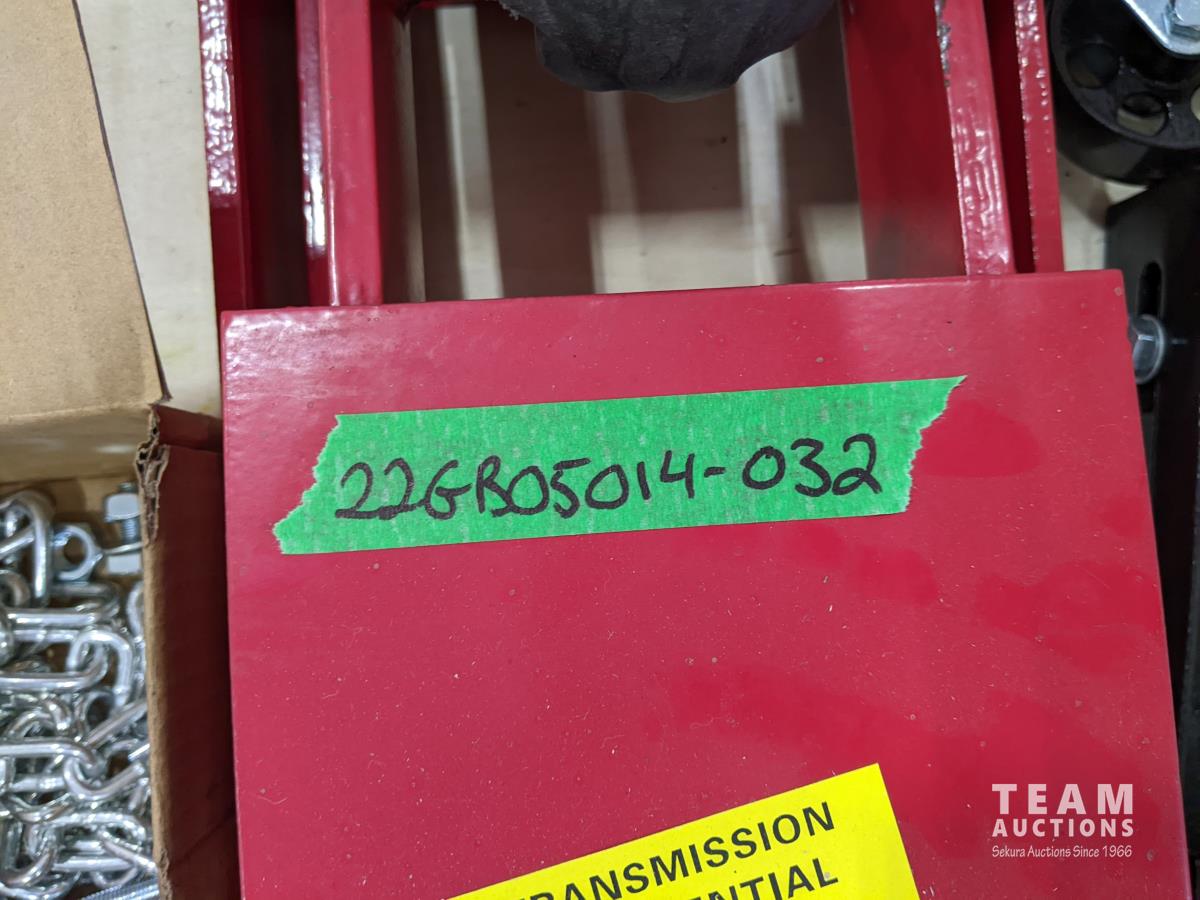 22GB05014-032
TRANSMISSION
TEAM
AUCTIONS
Sekura Auctions Since 1966